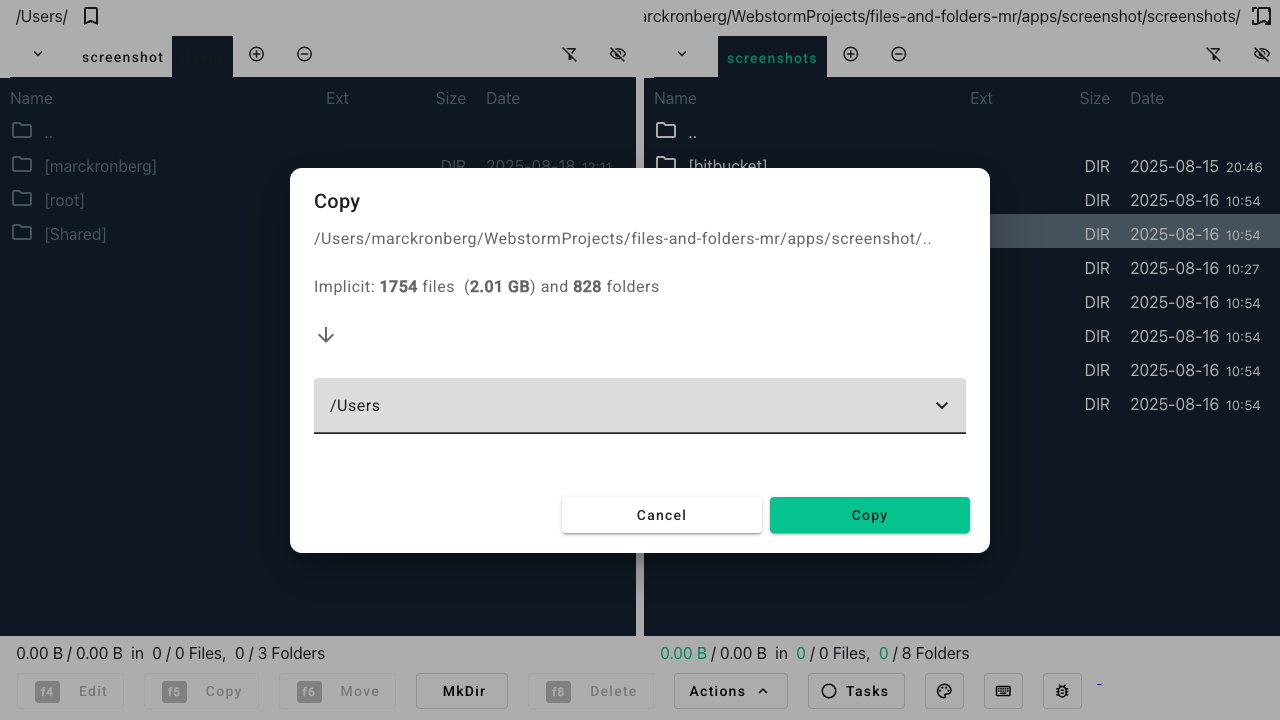 /Users/
arckronberg/WebstormProjects/files-and-folders-mr/apps/screenshot/screenshots/
screenshot
screenshots
Name Ext Size Date
Name Ext Size Date
..
[marckronberg] DIR 2025-08-18 12:11
[root]
[Shared]
..
[bitbucket] DIR 2025-08-15 20:46
DIR 2025-08-16 10:54
DIR 2025-08-16 10:54
DIR 2025-08-16 10:27
DIR 2025-08-16 10:54
DIR 2025-08-16 10:54
DIR 2025-08-16 10:54
DIR 2025-08-16 10:54
Copy
/Users/marckronberg/WebstormProjects/files-and-folders-mr/apps/screenshot/..
Implicit: 1754 files (2.01 GB) and 828 folders
/Users
Cancel Copy
0.00 B / 0.00 B in 0 / 0 Files, 0 / 3 Folders
0.00 B / 0.00 B in 0 / 0 Files, 0 / 8 Folders
f4 Edit f5 Copy f6 Move MkDir f8 Delete Actions Tasks